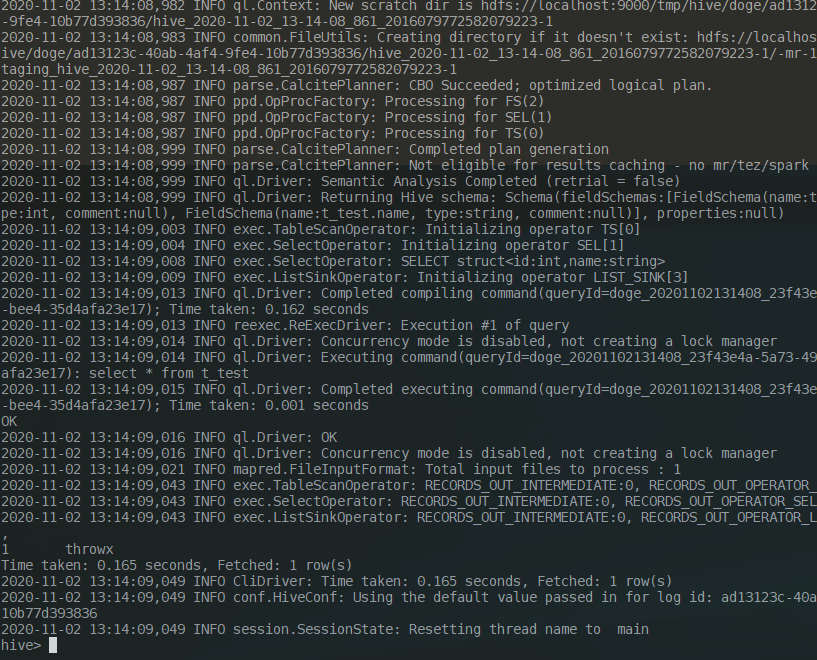 2020-11-02 13:14:08,982 INFO ql.Context: New scratch dir is hdfs://localhost:9000/tmp/hive/doge/ad1312
-9fe4-10b77d393836/hive_2020-11-02_13-14-08_861_2016079772582079223-1
2020-11-02 13:14:08,983 INFO common.FileUtils: Creating directory if it doesn't exist: hdfs://localhos
ive/doge/ad13123c-40ab-4af4-9fe4-10b77d393836/hive_2020-11-02_13-14-08_861_2016079772582079223-1/-mr-1
taging_hive_2020-11-02_13-14-08_861_2016079772582079223-1
2020-11-02 13:14:08,987 INFO parse.CalcitePlanner: CBO Succeeded; optimized logical plan.
2020-11-02 13:14:08,987 INFO ppd.OpProcFactory: Processing for FS(2)
2020-11-02 13:14:08,987 INFO ppd.OpProcFactory: Processing for SEL(1)
2020-11-02 13:14:08,987 INFO ppd.OpProcFactory: Processing for TS(0)
2020-11-02 13:14:08,999 INFO parse.CalcitePlanner: Completed plan generation
2020-11-02 13:14:08,999 INFO parse.CalcitePlanner: Not eligible for results caching - no mr/tez/spark
2020-11-02 13:14:08,999 INFO ql.Driver: Semantic Analysis Completed (retrial = false)
2020-11-02 13:14:08,999 INFO ql.Driver: Returning Hive schema: Schema(fieldSchemas:[FieldSchema(name:t
pe:int, comment:null), FieldSchema(name:t_test.name, type:string, comment:null)], properties:null)
2020-11-02 13:14:09,003 INFO exec.TableScanOperator: Initializing operator TS[0]
2020-11-02 13:14:09,004 INFO exec.SelectOperator: Initializing operator SEL[1]
2020-11-02 13:14:09,008 INFO exec.SelectOperator: SELECT struct<id:int,name:string>
2020-11-02 13:14:09,009 INFO exec.ListSinkOperator: Initializing operator LIST_SINK[3]
2020-11-02 13:14:09,013 INFO ql.Driver: Completed compiling command(queryId=doge_20201102131408_23f43e
-bee4-35d4afa23e17); Time taken: 0.162 seconds
2020-11-02 13:14:09,013 INFO reexec.ReExecDriver: Execution #1 of query
2020-11-02 13:14:09,014 INFO ql.Driver: Concurrency mode is disabled, not creating a lock manager
2020-11-02 13:14:09,014 INFO ql.Driver: Executing command(queryId=doge_20201102131408_23f43e4a-5a73-49
afa23e17): select * from t_test
2020-11-02 13:14:09,015 INFO ql.Driver: Completed executing command(queryId=doge_20201102131408_23f43e
-bee4-35d4afa23e17); Time taken: 0.001 seconds
OK
2020-11-02 13:14:09,016 INFO ql.Driver: OK
2020-11-02 13:14:09,016 INFO ql.Driver: Concurrency mode is disabled, not creating a lock manager
2020-11-02 13:14:09,021 INFO mapred.FileInputFormat: Total input files to process : 1
2020-11-02 13:14:09,043 INFO exec.TableScanOperator: RECORDS_OUT_INTERMEDIATE:0, RECORDS_OUT_OPERATOR_
2020-11-02 13:14:09,043 INFO exec.SelectOperator: RECORDS_OUT_INTERMEDIATE:0, RECORDS_OUT_OPERATOR_SEL
2020-11-02 13:14:09,043 INFO exec.ListSinkOperator: RECORDS_OUT_INTERMEDIATE:0, RECORDS_OUT_OPERATOR_L
,
1	throwx
Time taken: 0.165 seconds, Fetched: 1 row(s)
2020-11-02 13:14:09,049 INFO CliDriver: Time taken: 0.165 seconds, Fetched: 1 row(s)
2020-11-02 13:14:09,049 INFO conf.HiveConf: Using the default value passed in for log id: ad13123c-40a
10b77d393836
2020-11-02 13:14:09,049 INFO session.SessionState: Resetting thread name to  main
hive>